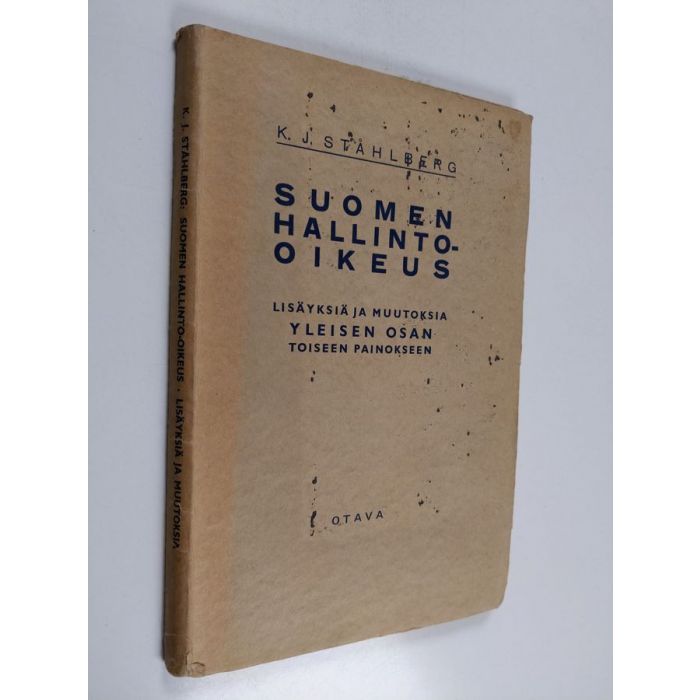 K. J. STÅHLBERG: SUOMEN HALLINTO-OIKEUS . LISÄYKSIÄ JA MUUTOKSIA
K. J. STÅHLBERG
SUOMEN
HALLINTO-
OIKEUS
LISÄYKSIÄ JA MUUTOKSIA
YLEISEN OSAN
TOISEEN PAINOKSEEN
OTAVA